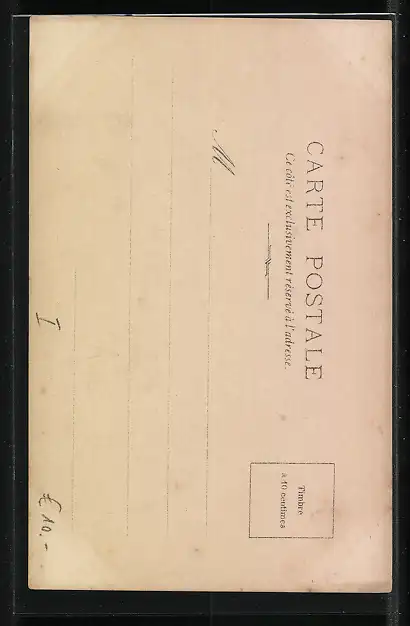 CARTE POSTALE
Ce côté est exclusivement réservé à l'adresse.
Timbre
à 10 centimes
M
I
€ 10.-